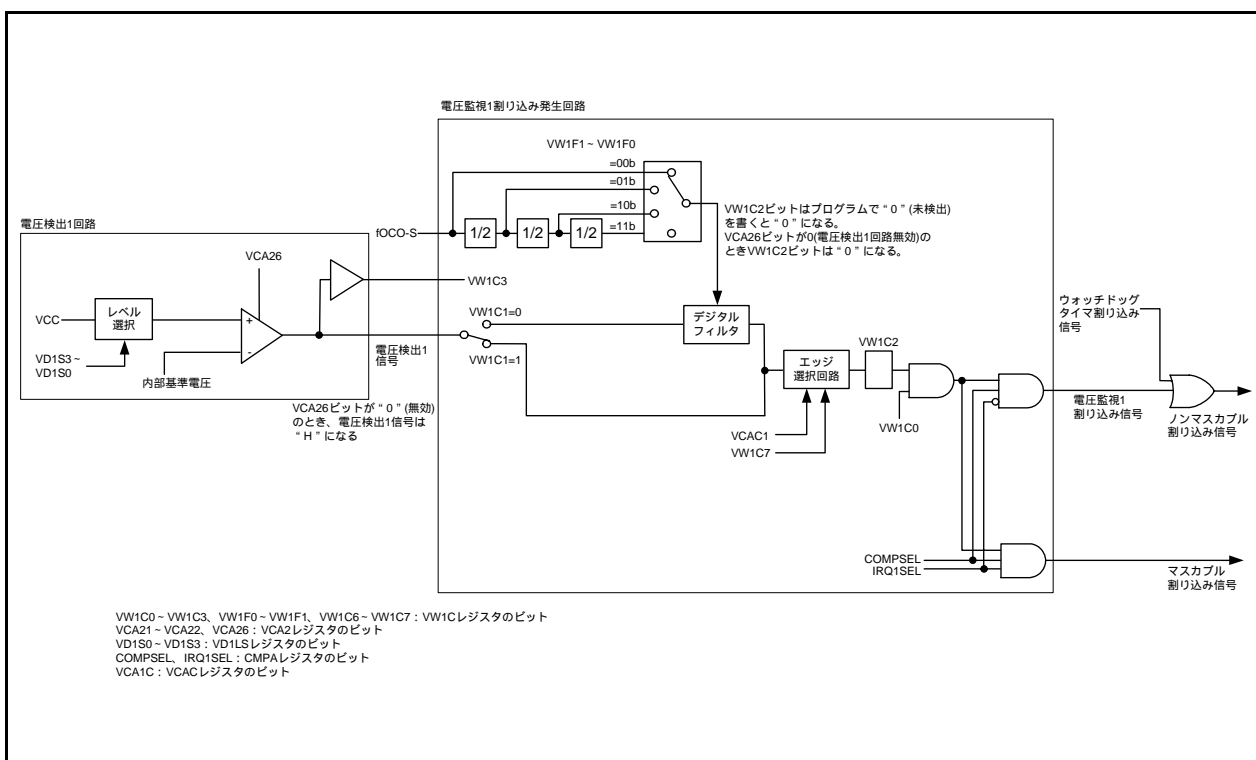 電圧監視1割り込み発生回路
VW1F1~VW1F0
=00b
=01b
=10b
=11b
fOCO-S
1/2
1/2
1/2
VW1C2ビットはプログラムで“0”(未検出)
を書くと“0”になる。
VCA26ビットが0(電圧検出1回路無効)の
ときVW1C2ビットは“0”になる。
電圧検出1回路
VCA26
VW1C3
VCC
レベル
選択
+
-
VD1S3~
VD1S0
内部基準電圧
電圧検出1
信号
VW1C1=0
VW1C1=1
デジタル
フィルタ
VCA26ビットが“0”(無効)
のとき、電圧検出1信号は
“H”になる
エッジ
選択回路
VW1C2
VCAC1
VW1C7
VW1C0
ウォッチドッグ
タイマ割り込み
信号
電圧監視1
割り込み信号
ノンマスカブル
割り込み信号
COMPSEL
IRQ1SEL
マスカブル
割り込み信号
VW1C0~VW1C3、VW1F0~VW1F1、VW1C6~VW1C7:VW1Cレジスタのビット
VCA21~VCA22、VCA26:VCA2レジスタのビット
VD1S0~VD1S3:VD1LSレジスタのビット
COMPSEL、IRQ1SEL:CMPAレジスタのビット
VCA1C:VCACレジスタのビット